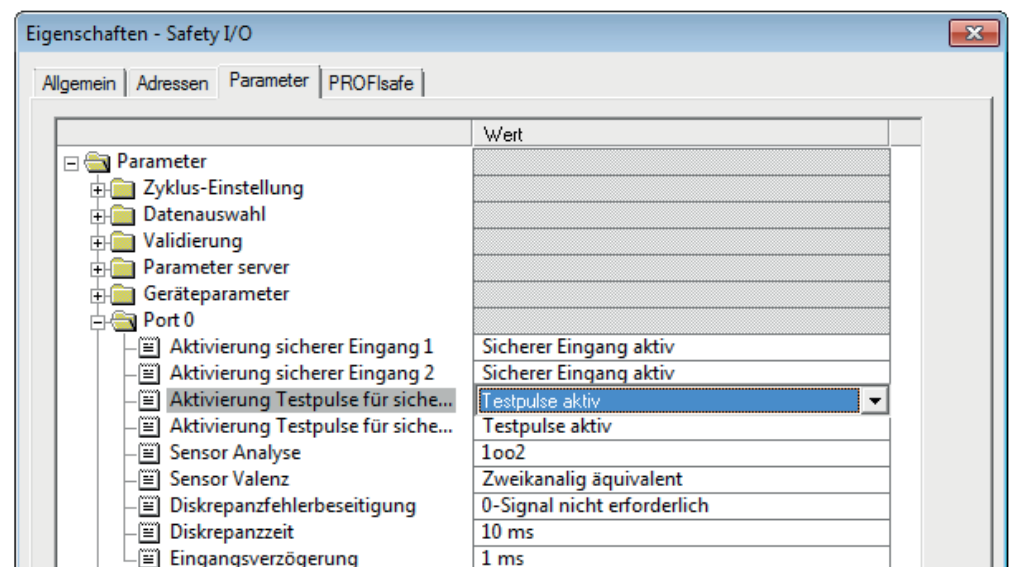 Eigenschaften - Safety I/O
Allgemein Adressen Parameter PROFIsafe
Wert
Parameter
Zyklus-Einstellung
Datenauswahl
Validierung
Parameter server
Geräteparameter
Port 0
Aktivierung sicherer Eingang 1 Sicherer Eingang aktiv
Aktivierung sicherer Eingang 2 Sicherer Eingang aktiv
Aktivierung Testpulse für siche... Testpulse aktiv
Aktivierung Testpulse für siche... Testpulse aktiv
Sensor Analyse 1oo2
Sensor Valenz Zweikanalig äquivalent
Diskrepanzfehlerbeseitigung 0-Signal nicht erforderlich
Diskrepanzzeit 10 ms
Eingangsverzögerung 1 ms